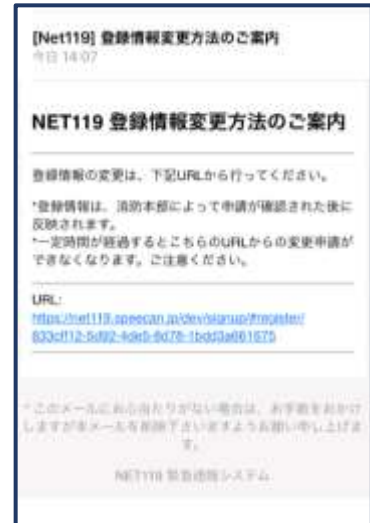 [Net119] 登録情報変更方法のご案内
今日 14:07
NET119 登録情報変更方法のご案内
登録情報の変更は、下記URLから行ってください。
*登録情報は、消防本部によって申請が確認された後に
反映されます。
*一定時間が経過するとこちらのURLからの変更申請が
できなくなります。ご注意ください。
URL:
https://net119.speecan.jp/dev/signup/#register/
*このメールにお心当たりがない場合は、お手数をおかけ
しますが本メールを削除下さいますようお願い申し上げま
す。
NET119 緊急通報システム